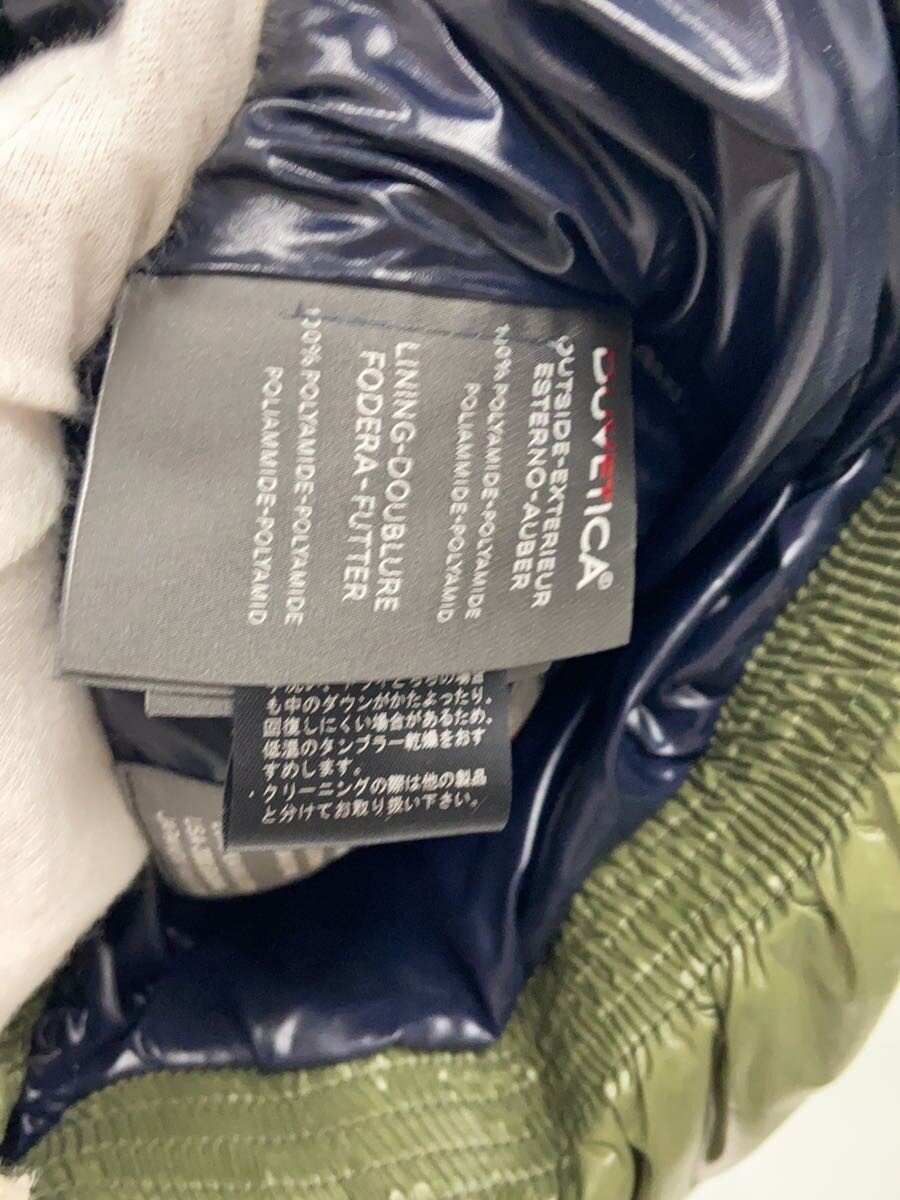 DUVETICA®
OUTSIDE-EXTERIEUR
ESTERNO-AUBER
100% POLYAMIDE-POLYAMIDE
POLIAMMIDE-POLYAMID
LINING-DOUBLURE
FODERA-FUTTER
100% POLYAMIDE-POLYAMIDE
POLIAMMIDE-POLYAMID
も中のダウンがかたよったり、
回復しにくい場合があるため、
低温のタンブラー乾燥をおす
すめします。
・クリーニングの際は他の製品
と分けてお取り扱い下さい。